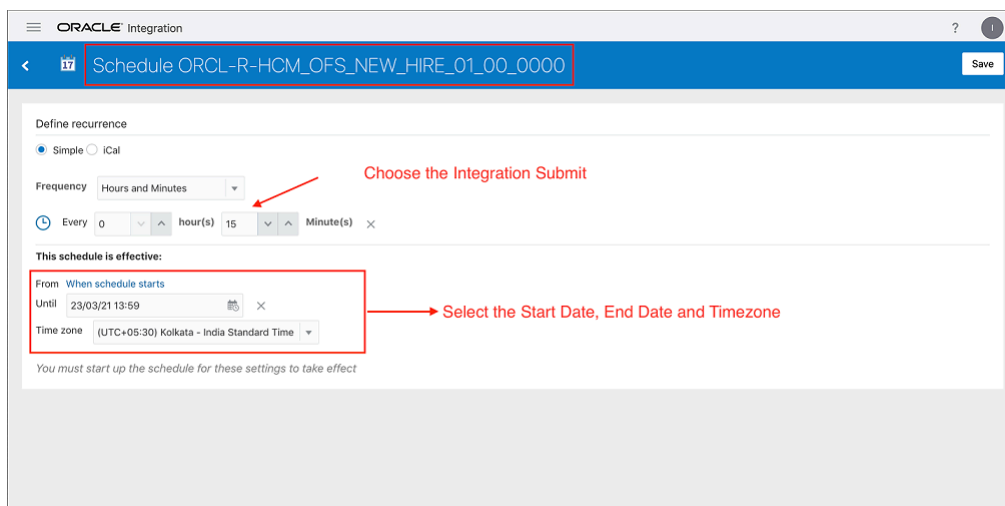 ORACLE Integration ? I
17 Schedule ORCL-R-HCM_OFS_NEW_HIRE_01_00_0000 Save
Define recurrence
Simple iCal
Choose the Integration Submit
Frequency Hours and Minutes
Every 0 hour(s) 15 Minute(s)
This schedule is effective:
From When schedule starts
Until 23/03/21 13:59
Select the Start Date, End Date and Timezone
Time zone (UTC+05:30) Kolkata - India Standard Time
You must start up the schedule for these settings to take effect